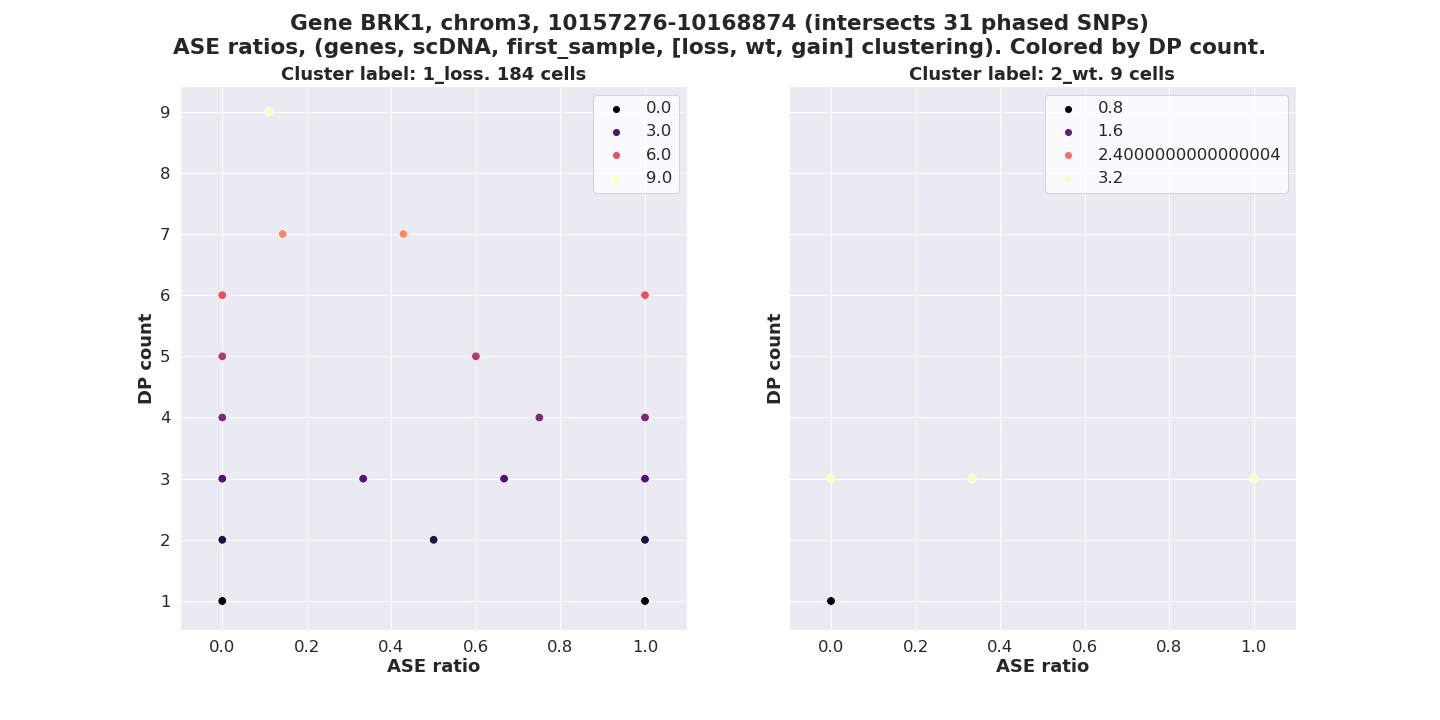 Gene BRK1, chrom3, 10157276-10168874 (intersects 31 phased SNPs)
ASE ratios, (genes, scDNA, first_sample, [loss, wt, gain] clustering). Colored by DP count.
Cluster label: 1_loss. 184 cells
9
8
7
6
5
4
3
2
1
DP count
0.0
3.0
6.0
9.0
0.0 0.2 0.4 0.6 0.8 1.0
ASE ratio
Cluster label: 2_wt. 9 cells
DP count
0.8
1.6
2.4000000000000004
3.2
0.0 0.2 0.4 0.6 0.8 1.0
ASE ratio